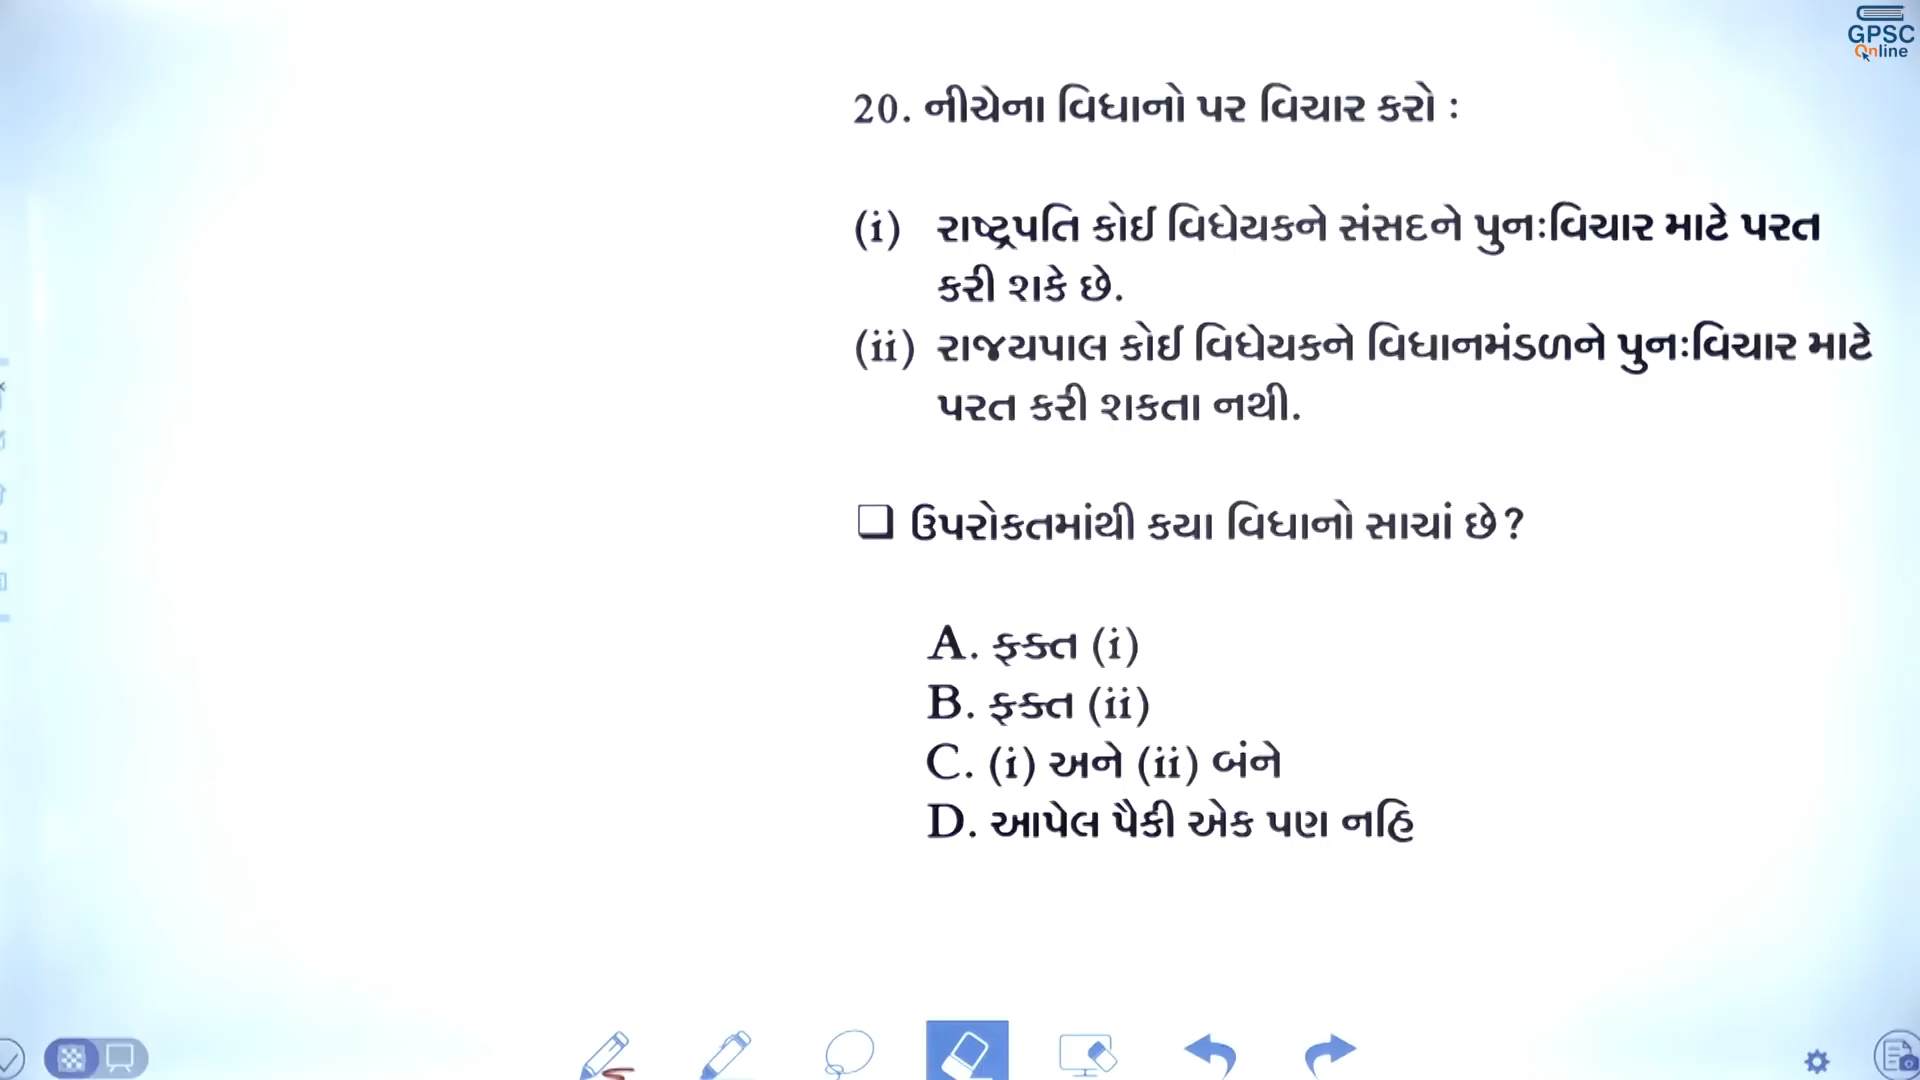 GPSC
Online
20. નીચેના વિધાનો પર વિચાર કરો :
(i) રાષ્ટ્રપતિ કોઈ વિધેયકને સંસદને પુનઃવિચાર માટે પરત
કરી શકે છે.
(ii) રાજયપાલ કોઈ વિધેયકને વિધાનમંડળને પુનઃવિચાર માટે
પરત કરી શકતા નથી.
❑ ઉપરોકતમાંથી કયા વિધાનો સાચાં છે?
A. ફક્ત (i)
B. ફક્ત (ii)
C. (i) અને (ii) બંને
D. આપેલ પૈકી એક પણ નહિ